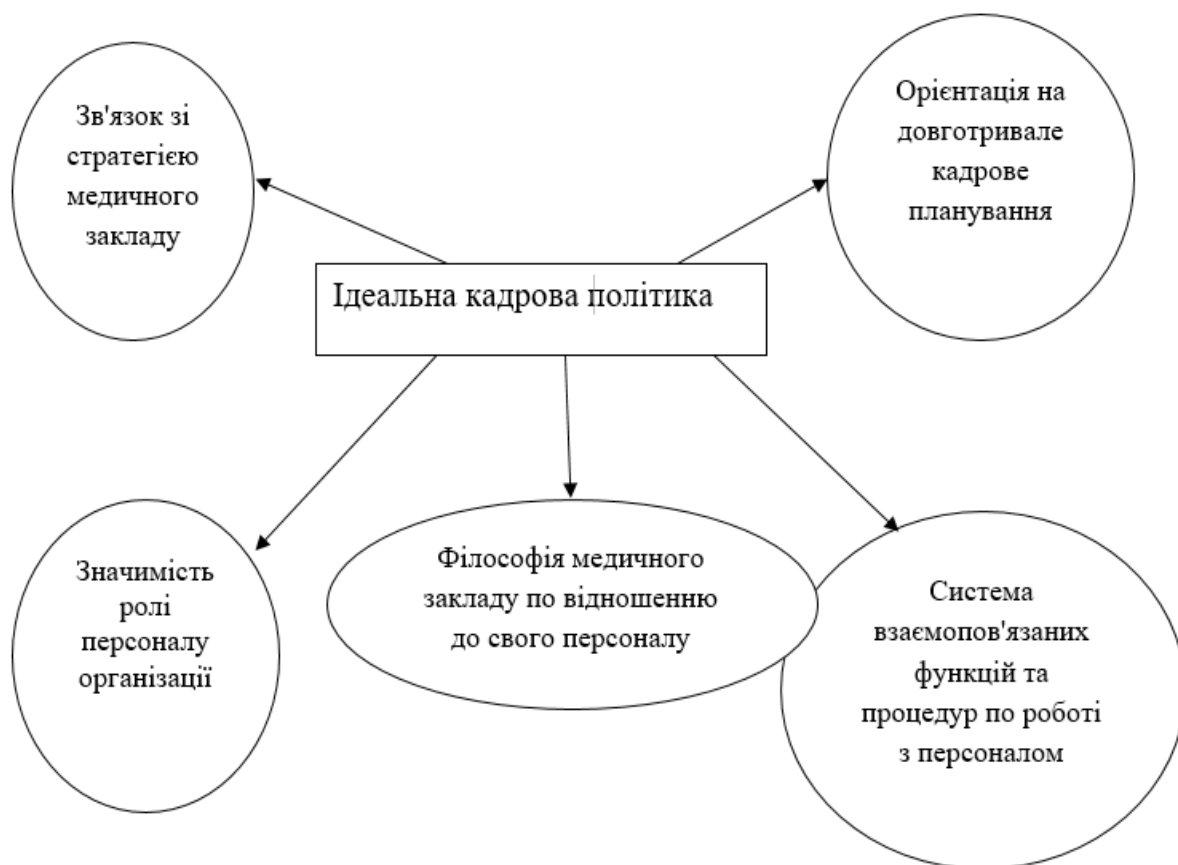 Зв'язок зі
стратегією
медичного
закладу
Орієнтація на
довготривале
кадрове
планування
Ідеальна кадрова політика
Значимість
ролі
персоналу
організації
Філософія медичного
закладу по відношенню
до свого персоналу
Система
взаємопов'язаних
функцій та
процедур по роботі
з персоналом